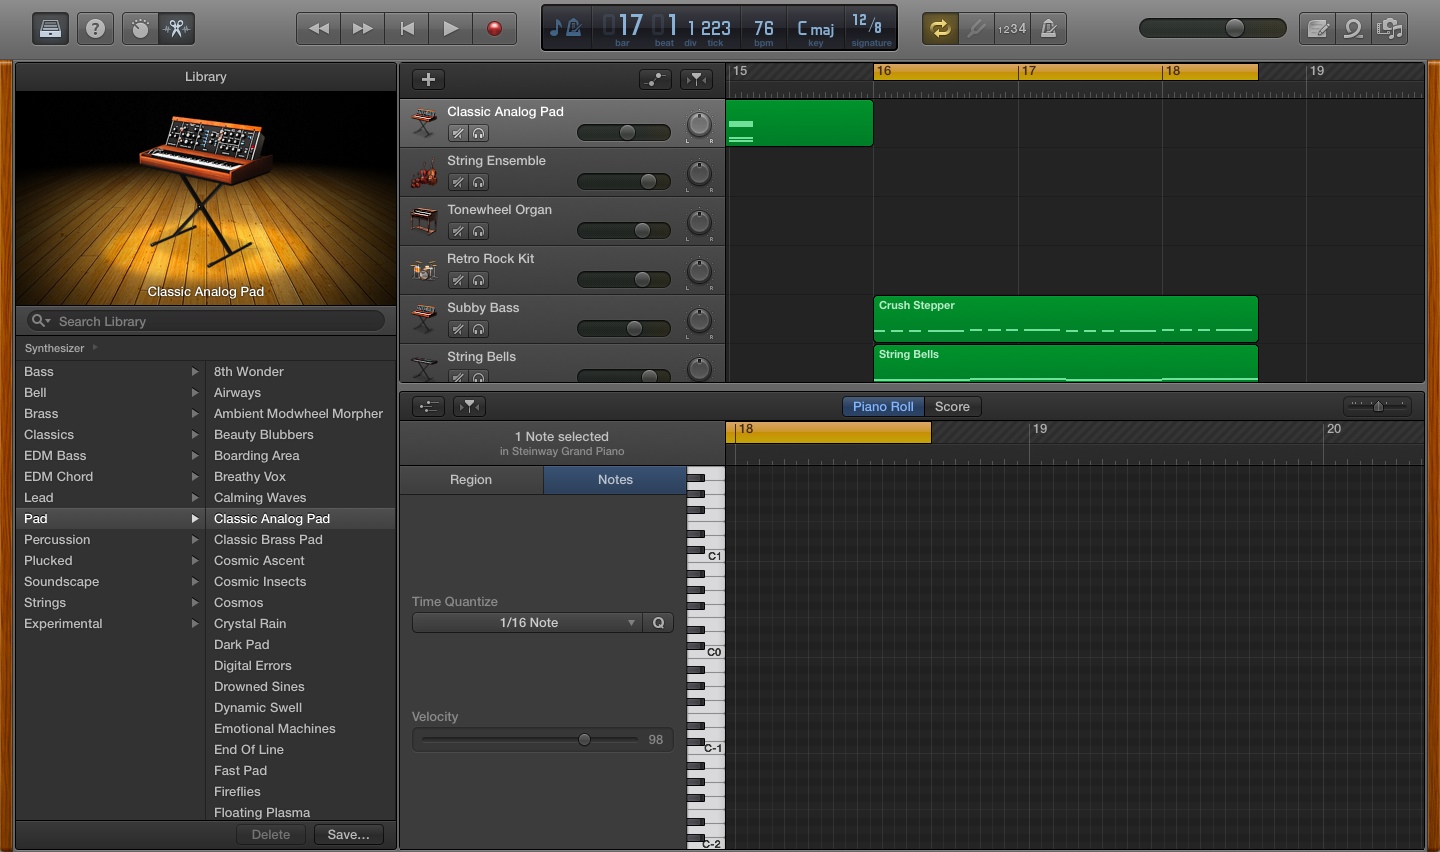 17 1 1 223 76 C maj 12/8
bar beat div tick bpm key signature
1234
Library
Classic Analog Pad
Search Library
Synthesizer
Bass
Bell
Brass
Classics
EDM Bass
EDM Chord
Lead
Pad
Percussion
Plucked
Soundscape
Strings
Experimental
8th Wonder
Airways
Ambient Modwheel Morpher
Beauty Blubbers
Boarding Area
Breathy Vox
Calming Waves
Classic Analog Pad
Classic Brass Pad
Cosmic Ascent
Cosmic Insects
Cosmos
Crystal Rain
Dark Pad
Digital Errors
Drowned Sines
Dynamic Swell
Emotional Machines
End Of Line
Fast Pad
Fireflies
Floating Plasma
Delete Save...
15 16 17 18 19
Classic Analog Pad
L R
String Ensemble
L R
Tonewheel Organ
L R
Retro Rock Kit
L R
Subby Bass
L R
String Bells
Crush Stepper
String Bells
Piano Roll Score
1 Note selected
in Steinway Grand Piano
18 19 20
Region Notes
Time Quantize
1/16 Note Q
Velocity
98
C1
C0
C-1
C-2